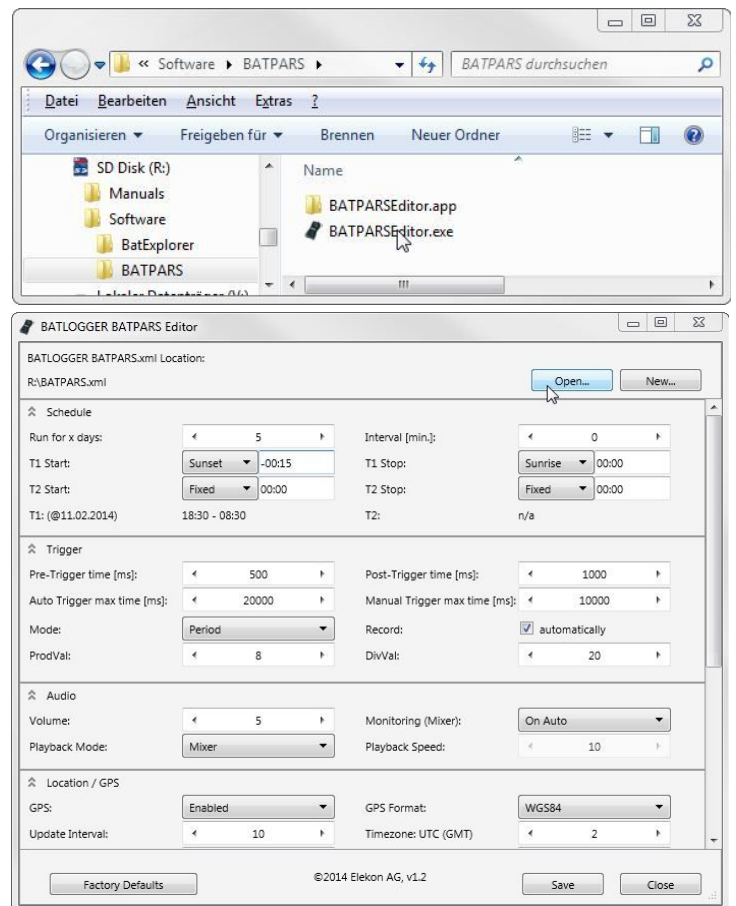 « Software BATPARS
BATPARS durchsuchen
Datei Bearbeiten Ansicht Extras ?
Organisieren Freigeben für Brennen Neuer Ordner
SD Disk (R:)
Manuals
Software
BatExplorer
BATPARS
Name
BATPARSEditor.app
BATPARSEditor.exe
BATLOGGER BATPARS Editor
BATLOGGER BATPARS.xml Location:
R:\BATPARS.xml Open... New...
Schedule
Run for x days: 5 Interval [min.]: 0
T1 Start: Sunset -00:15 T1 Stop: Sunrise 00:00
T2 Start: Fixed 00:00 T2 Stop: Fixed 00:00
T1: (@11.02.2014) 18:30 - 08:30 T2: n/a
Trigger
Pre-Trigger time [ms]: 500 Post-Trigger time [ms]: 1000
Auto Trigger max time [ms]: 20000 Manual Trigger max time [ms]: 10000
Mode: Period Record: automatically
ProdVal: 8 DivVal: 20
Audio
Volume: 5 Monitoring (Mixer): On Auto
Playback Mode: Mixer Playback Speed: 10
Location / GPS
GPS: Enabled GPS Format: WGS84
Update Interval: 10 Timezone: UTC (GMT) 2
Factory Defaults ©2014 Elekon AG, v1.2 Save Close